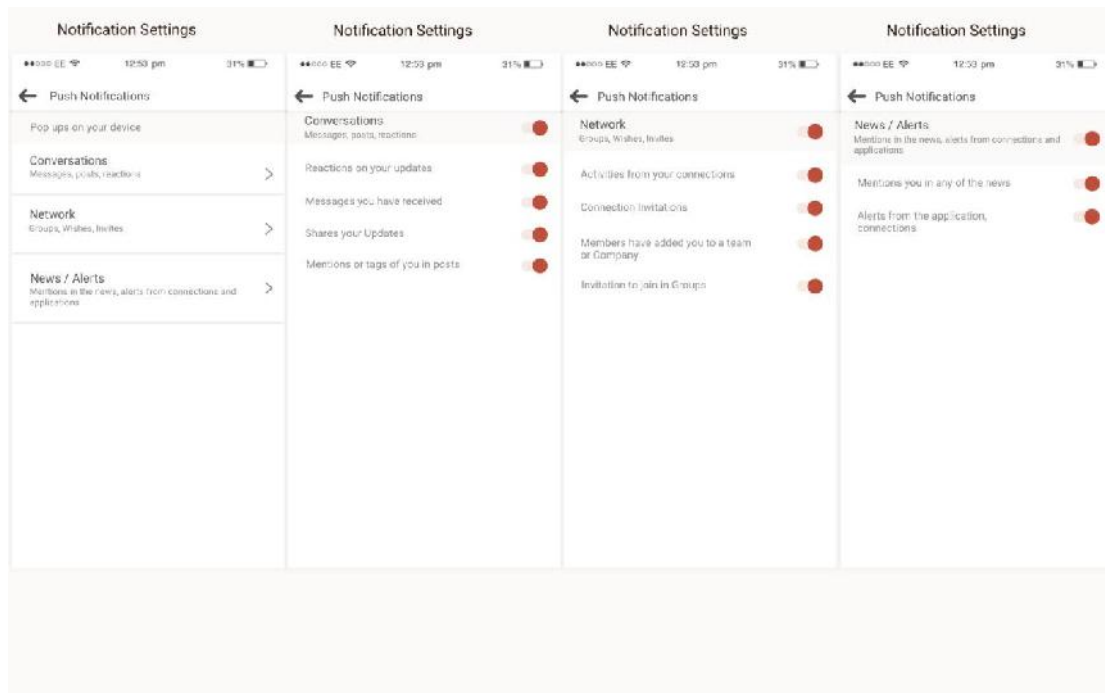 Notification Settings
EE 12:53 pm 31%
Push Notifications
Pop ups on your device
Conversations
Messages, posts, reactions
Network
Groups, Wishes, Invites
News / Alerts
Mentions in the news, alerts from connections and
applications
Notification Settings
EE 12:53 pm 31%
Push Notifications
Conversations
Messages, posts, reactions
Reactions on your updates
Messages you have received
Shares your Updates
Mentions or tags of you in posts
Notification Settings
EE 12:53 pm 31%
Push Notifications
Network
Groups, Wishes, Invites
Activities from your connections
Connection Invitations
Members have added you to a team
or Company
Invitation to join in Groups
Notification Settings
EE 12:53 pm 31%
Push Notifications
News / Alerts
Mentions in the news, alerts from connections and
applications
Mentions you in any of the news
Alerts from the application,
connections